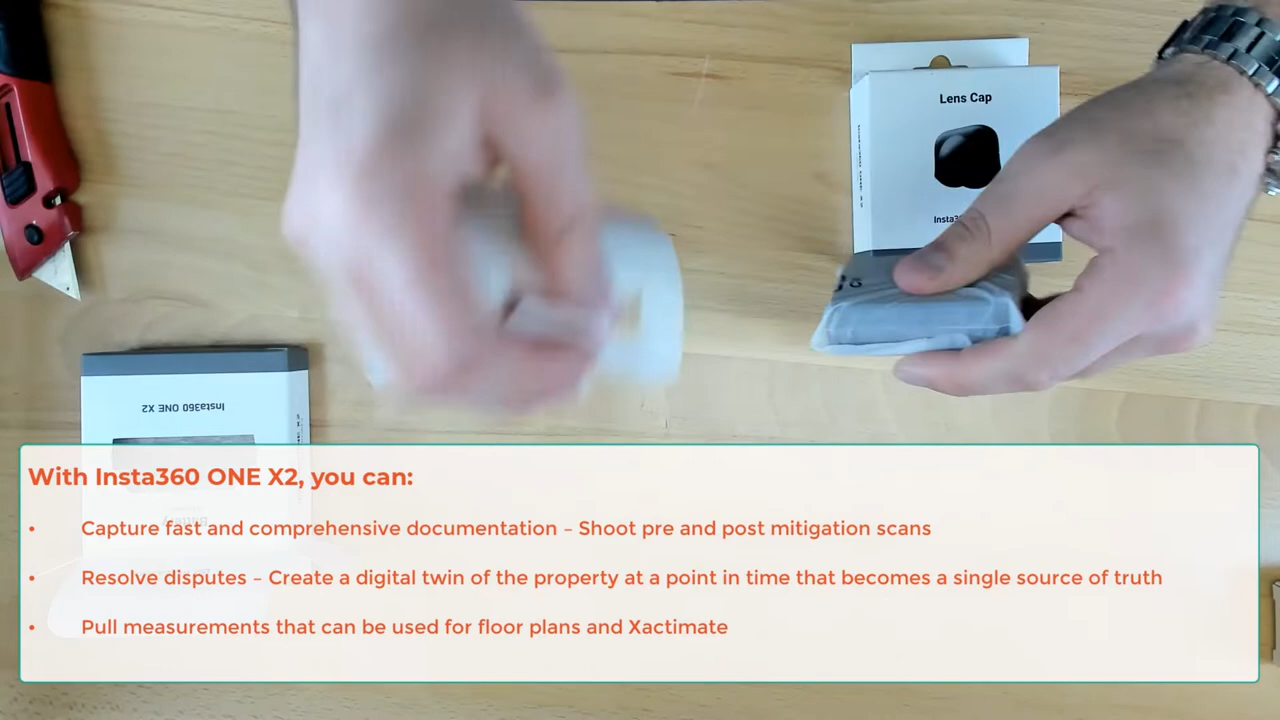 Lens Cap
Insta3
Insta360 ONE X2
With Insta360 ONE X2, you can:
• Capture fast and comprehensive documentation – Shoot pre and post mitigation scans
• Resolve disputes – Create a digital twin of the property at a point in time that becomes a single source of truth
• Pull measurements that can be used for floor plans and Xactimate
Battery